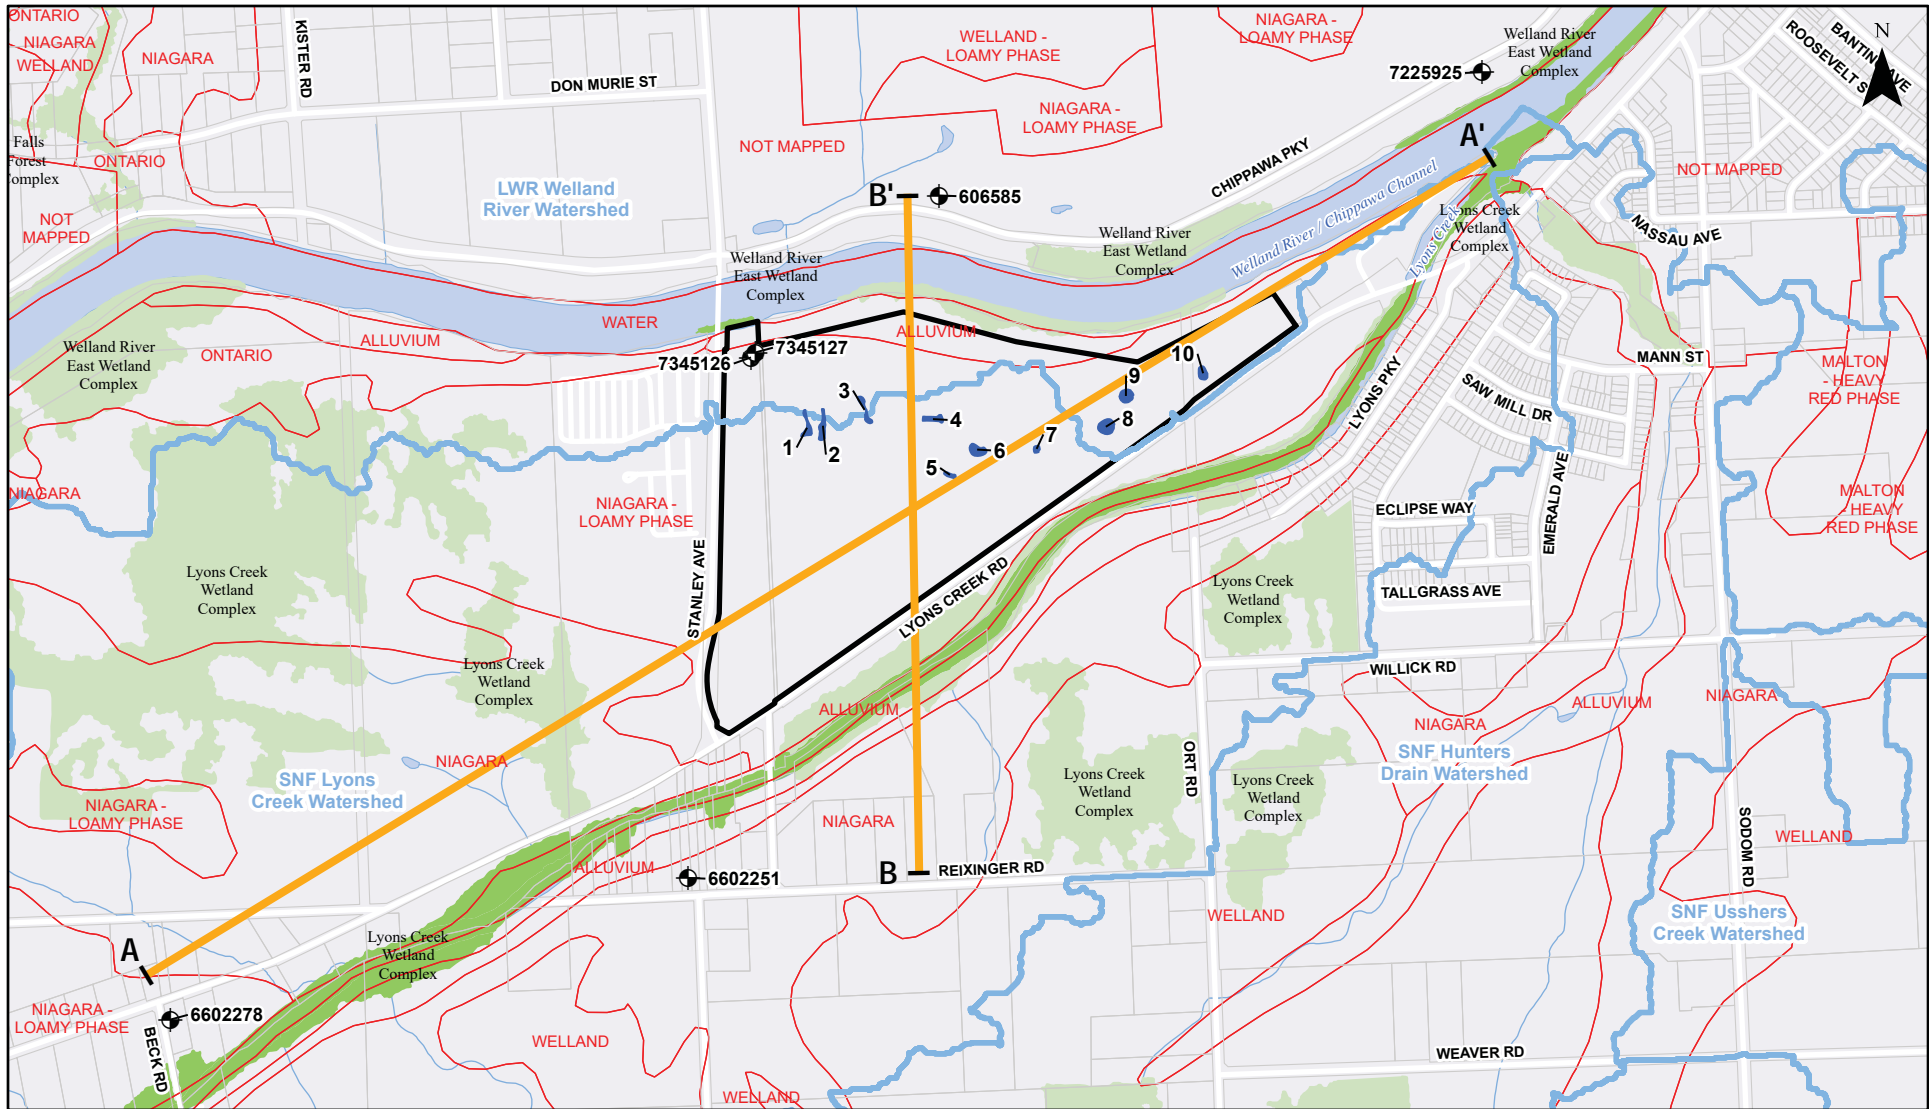 ONTARIO
NIAGARA
WELLAND
NIAGARA
KISTER RD
DON MURIE ST
WELLAND -
LOAMY PHASE
NIAGARA -
LOAMY PHASE
Welland River
East Wetland
Complex
7225925
ROOSEVELT S
BANTING AVE
N
NIAGARA -
LOAMY PHASE
NOT MAPPED
Falls
Forest
Complex
ONTARIO
LWR Welland
River Watershed
NOT
MAPPED
B'
606585
CHIPPAWA PKY
A'
NOT MAPPED
Welland River / Chippawa Channel
Lyons Creek
Lyons Creek
Wetland
Complex
NASSAU AVE
Welland River
East Wetland
Complex
Welland River
East Wetland
Complex
WATER
ALLUVIUM
ALLUVIUM
Welland River
East Wetland
Complex
ONTARIO
7345127
7345126
10
9
3
4
8
1
2
7
6
5
MANN ST
MALTON
- HEAVY
RED PHASE
LYONS PKY
SAW MILL DR
NIAGARA
NIAGARA -
LOAMY PHASE
ECLIPSE WAY
EMERALD AVE
MALTON
- HEAVY
RED PHASE
STANLEY AVE
LYONS CREEK RD
Lyons Creek
Wetland
Complex
Lyons Creek
Wetland
Complex
TALLGRASS AVE
Lyons Creek
Wetland
Complex
WILLICK RD
ALLUVIUM
ALLUVIUM
NIAGARA
NIAGARA
SNF Hunters
Drain Watershed
NIAGARA
SNF Lyons
Creek Watershed
ORT RD
Lyons Creek
Wetland
Complex
Lyons Creek
Wetland
Complex
NIAGARA -
LOAMY PHASE
NIAGARA
SODOM RD
WELLAND
ALLUVIUM
6602251
B
REIXINGER RD
WELLAND
SNF Usshers
Creek Watershed
A
Lyons Creek
Wetland
Complex
NIAGARA -
LOAMY PHASE
6602278
BECK RD
WELLAND
WEAVER RD
WELLAND